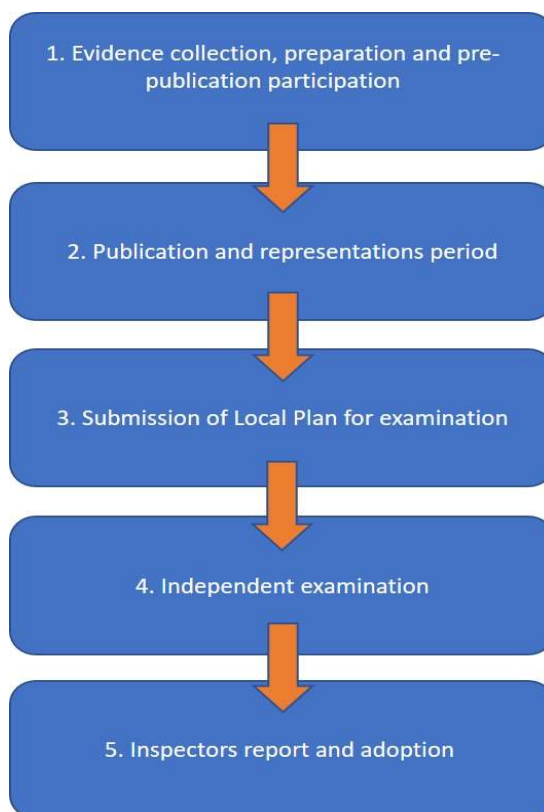 1. Evidence collection, preparation and pre-
publication participation
2. Publication and representations period
3. Submission of Local Plan for examination
4. Independent examination
5. Inspectors report and adoption